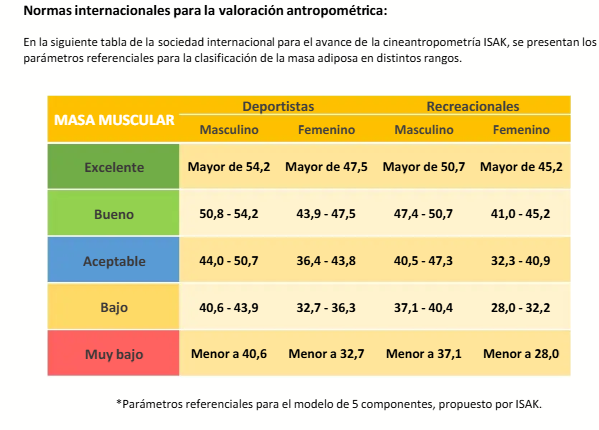 Normas internacionales para la valoración antropométrica:
En la siguiente tabla de la sociedad internacional para el avance de la cineantropometría ISAK, se presentan los
parámetros referenciales para la clasificación de la masa adiposa en distintos rangos.
MASA MUSCULAR Deportistas Recreacionales
Masculino Femenino Masculino Femenino
Excelente Mayor de 54,2 Mayor de 47,5 Mayor de 50,7 Mayor de 45,2
Bueno 50,8 - 54,2 43,9 - 47,5 47,4 - 50,7 41,0 - 45,2
Aceptable 44,0 - 50,7 36,4 - 43,8 40,5 - 47,3 32,3 - 40,9
Bajo 40,6 - 43,9 32,7 - 36,3 37,1 - 40,4 28,0 - 32,2
Muy bajo Menor a 40,6 Menor a 32,7 Menor a 37,1 Menor a 28,0
*Parámetros referenciales para el modelo de 5 componentes, propuesto por ISAK.